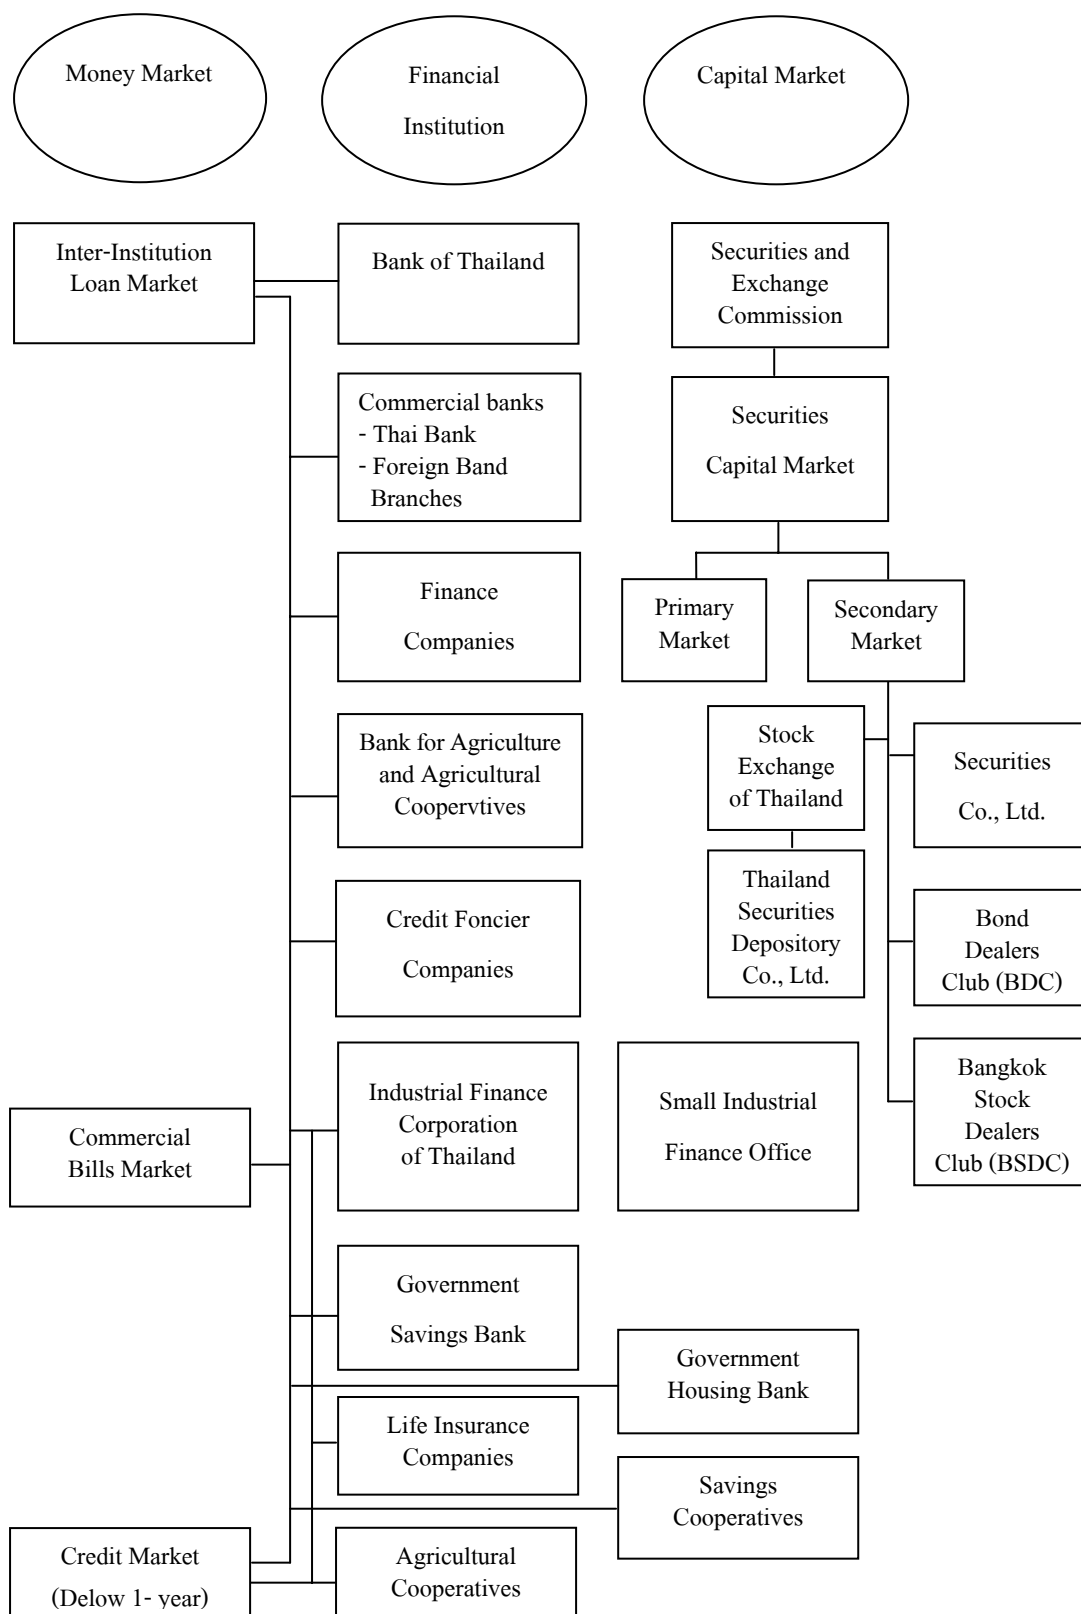 Money Market
Financial
Institution
Capital Market
Inter-Institution
Loan Market
Bank of Thailand
Securities and
Exchange
Commission
Commercial banks
- Thai Bank
- Foreign Band
Branches
Securities
Capital Market
Finance
Companies
Primary
Market
Secondary
Market
Bank for Agriculture
and Agricultural
Coopervtives
Stock
Exchange
of Thailand
Securities
Co., Ltd.
Credit Foncier
Companies
Thailand
Securities
Depository
Co., Ltd.
Bond
Dealers
Club (BDC)
Commercial
Bills Market
Industrial Finance
Corporation
of Thailand
Small Industrial
Finance Office
Bangkok
Stock
Dealers
Club (BSDC)
Government
Savings Bank
Government
Housing Bank
Life Insurance
Companies
Savings
Cooperatives
Credit Market
(Delow 1- year)
Agricultural
Cooperatives